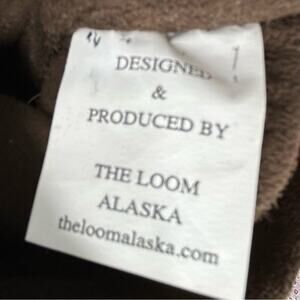 DESIGNED
&
PRODUCED BY
THE LOOM
ALASKA
theloomalaska.com